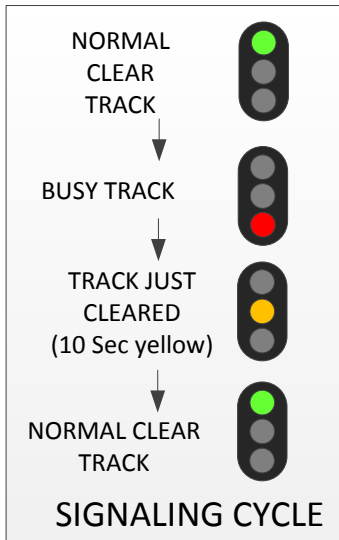 NORMAL
CLEAR
TRACK
BUSY TRACK
TRACK JUST
CLEARED
(10 Sec yellow)
NORMAL CLEAR
TRACK
SIGNALING CYCLE